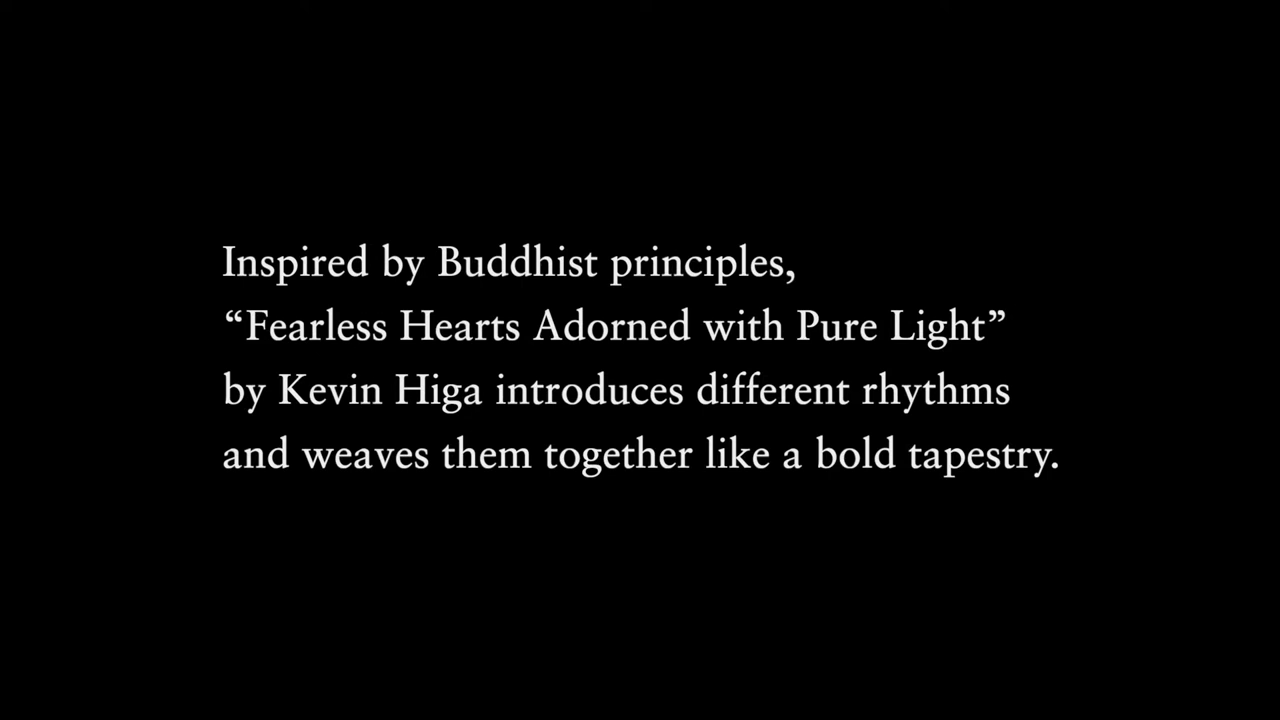 Inspired by Buddhist principles,
“Fearless Hearts Adorned with Pure Light”
by Kevin Higa introduces different rhythms
and weaves them together like a bold tapestry.